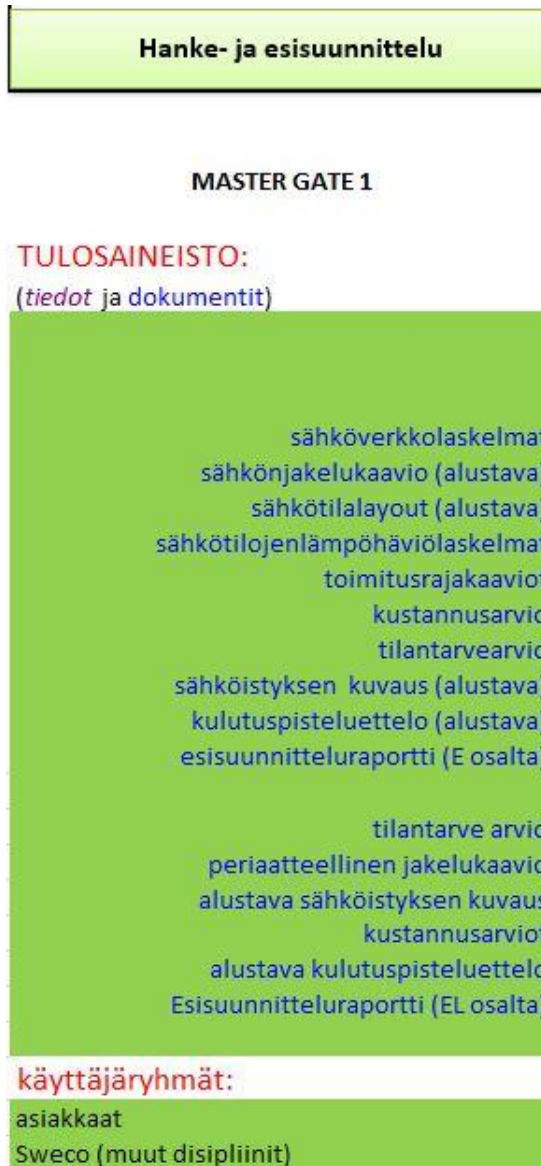 Hanke- ja esisuunnittelu
MASTER GATE 1
TULOSAINEISTO:
(tiedot ja dokumentit)
sähköverkkolaskelmat
sähkönjakelukaavio (alustava)
sähkötilalayout (alustava)
sähkötilojenlämpöhäviölaskelmat
toimitusrajakaaviot
kustannusarvio
tilantarvearvio
sähköistyksen kuvaus (alustava)
kulutuspisteluettelo (alustava)
esisuunnitteluraportti (E osalta)
tilantarve arvio
periaatteellinen jakelukaavio
alustava sähköistyksen kuvaus
kustannusarviot
alustava kulutuspisteluettelo
Esisuunnitteluraportti (EL osalta)
käyttäjäryhmät:
asiakkaat
Sweco (muut disipliinit)